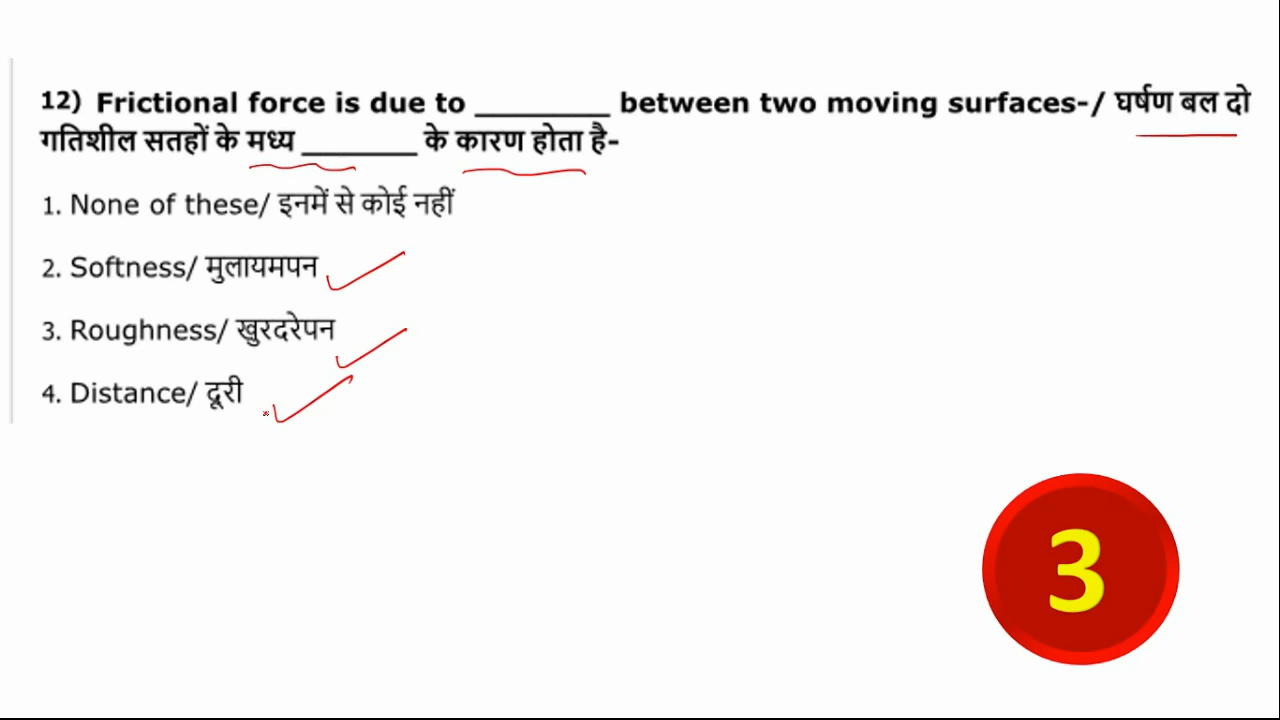 12) Frictional force is due to ________ between two moving surfaces-/ घर्षण बल दो
गतिशील सतहों के मध्य ________ के कारण होता है-
1. None of these/ इनमें से कोई नहीं
2. Softness/ मुलायमपन
3. Roughness/ खुरदरेपन
4. Distance/ दूरी
3